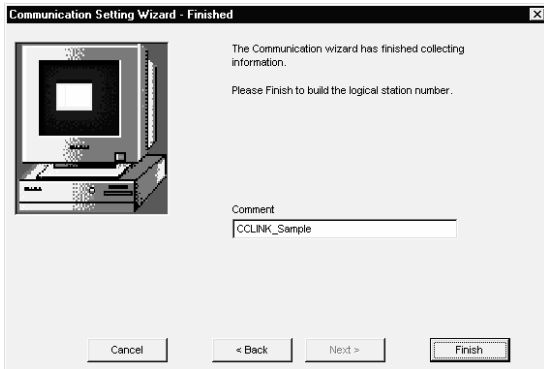 Communication Setting Wizard - Finished
The Communication wizard has finished collecting
information.
Please Finish to build the logical station number.
Comment
CCLINK_Sample
Cancel
< Back
Next >
Finish